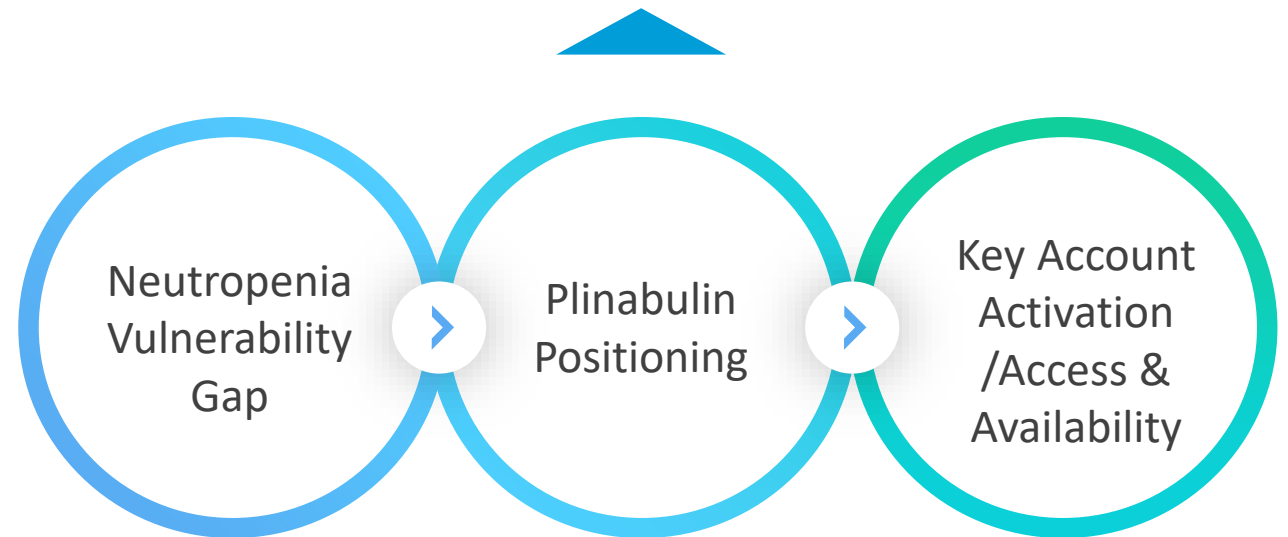 Neutropenia
Vulnerability
Gap
Plinabulin
Positioning
Key Account
Activation
/Access &
Availability